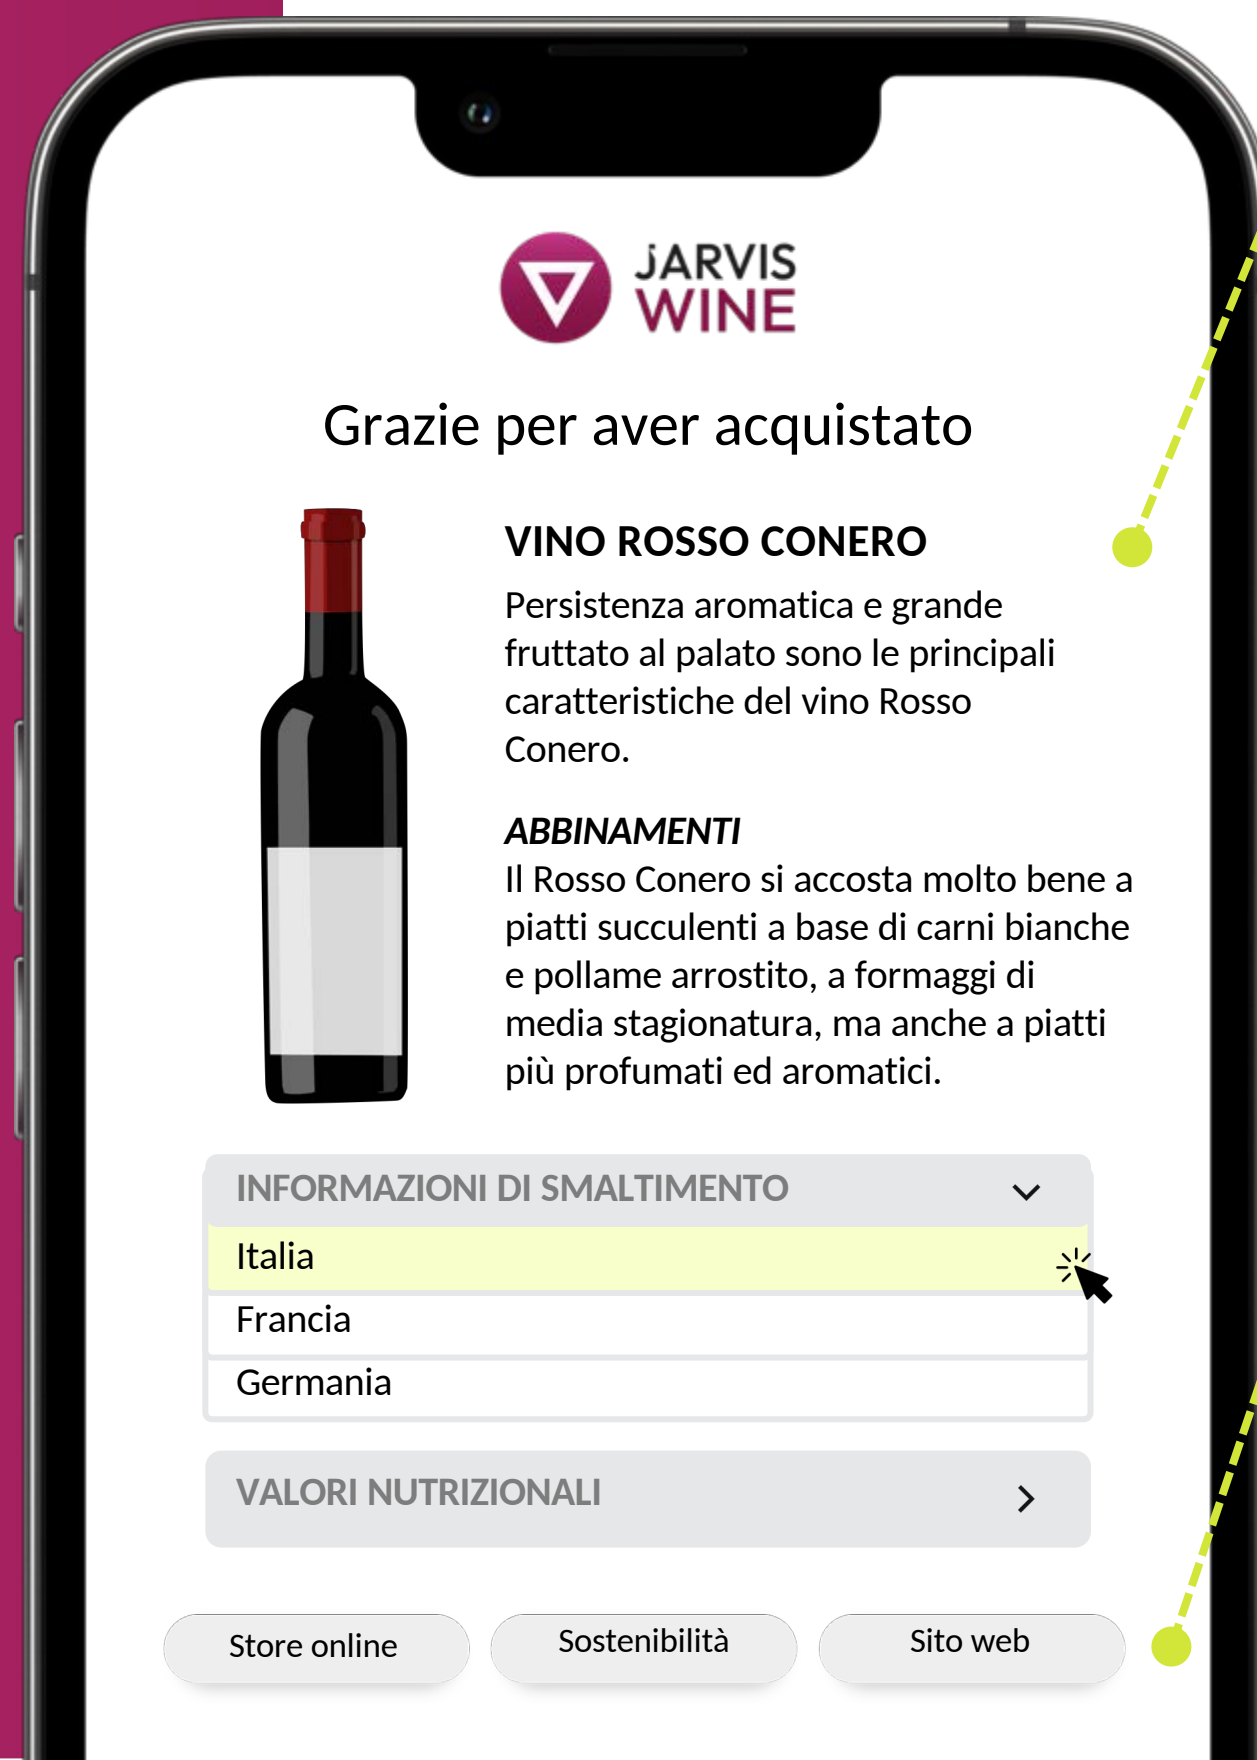 JARVIS
WINE
Grazie per aver acquistato
VINO ROSSO CONERO
Persistenza aromatica e grande
fruttato al palato sono le principali
caratteristiche del vino Rosso
Conero.
ABBINAMENTI
Il Rosso Conero si accosta molto bene a
piatti succulenti a base di carni bianche
e pollame arrostito, a formaggi di
media stagionatura, ma anche a piatti
più profumati ed aromatici.
INFORMAZIONI DI SMALTIMENTO
Italia
Francia
Germania
VALORI NUTRIZIONALI
Store online
Sostenibilità
Sito web